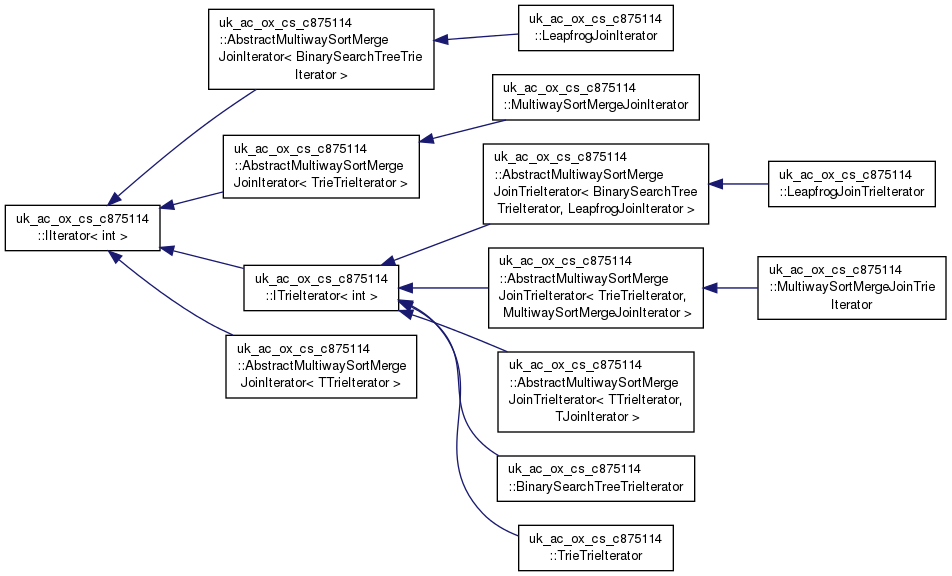 uk_ac_ox_cs_c875114
::IIterator< int >
uk_ac_ox_cs_c875114
::AbstractMultiwaySortMerge
JoinIterator< BinarySearchTreeTrie
Iterator >
uk_ac_ox_cs_c875114
::AbstractMultiwaySortMerge
JoinIterator< TrieTrieIterator >
uk_ac_ox_cs_c875114
::ITrieIterator< int >
uk_ac_ox_cs_c875114
::AbstractMultiwaySortMerge
JoinIterator< TTrieIterator >
uk_ac_ox_cs_c875114
::LeapfrogJoinIterator
uk_ac_ox_cs_c875114
::MultiwaySortMergeJoinIterator
uk_ac_ox_cs_c875114
::AbstractMultiwaySortMerge
JoinTrieIterator< BinarySearchTree
TrieIterator, LeapfrogJoinIterator >
uk_ac_ox_cs_c875114
::AbstractMultiwaySortMerge
JoinTrieIterator< TrieTrieIterator,
MultiwaySortMergeJoinIterator >
uk_ac_ox_cs_c875114
::AbstractMultiwaySortMerge
JoinTrieIterator< TTrieIterator,
TJoinIterator >
uk_ac_ox_cs_c875114
::BinarySearchTreeTrieIterator
uk_ac_ox_cs_c875114
::TrieTrieIterator
uk_ac_ox_cs_c875114
::LeapfrogJoinTrieIterator
uk_ac_ox_cs_c875114
::MultiwaySortMergeJoinTrie
Iterator